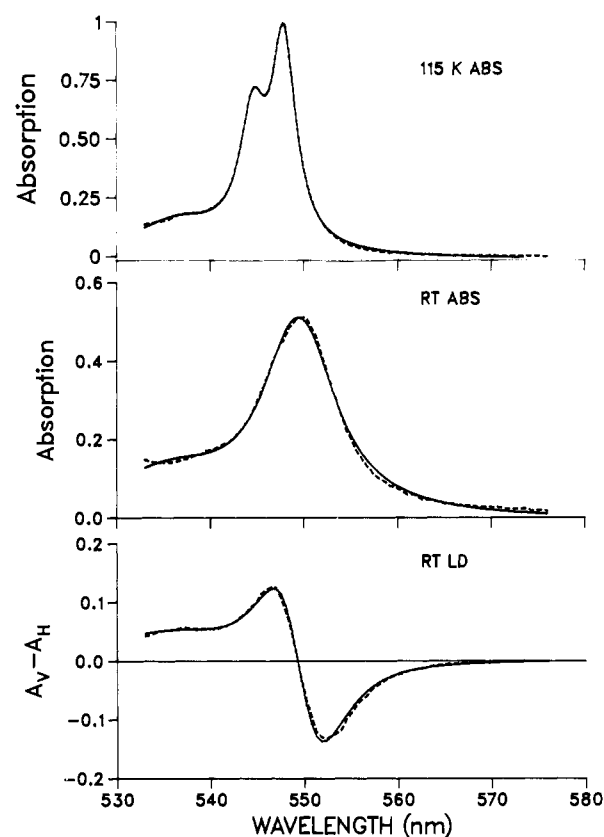 1
0.75
0.50
0.25
0
Absorption
115 K ABS
0.6
0.4
0.2
0.0
Absorption
RT ABS
0.2
0.1
0.0
-0.1
-0.2
A_V-A_H
RT LD
530 540 550 560 570 580
WAVELENGTH (nm)